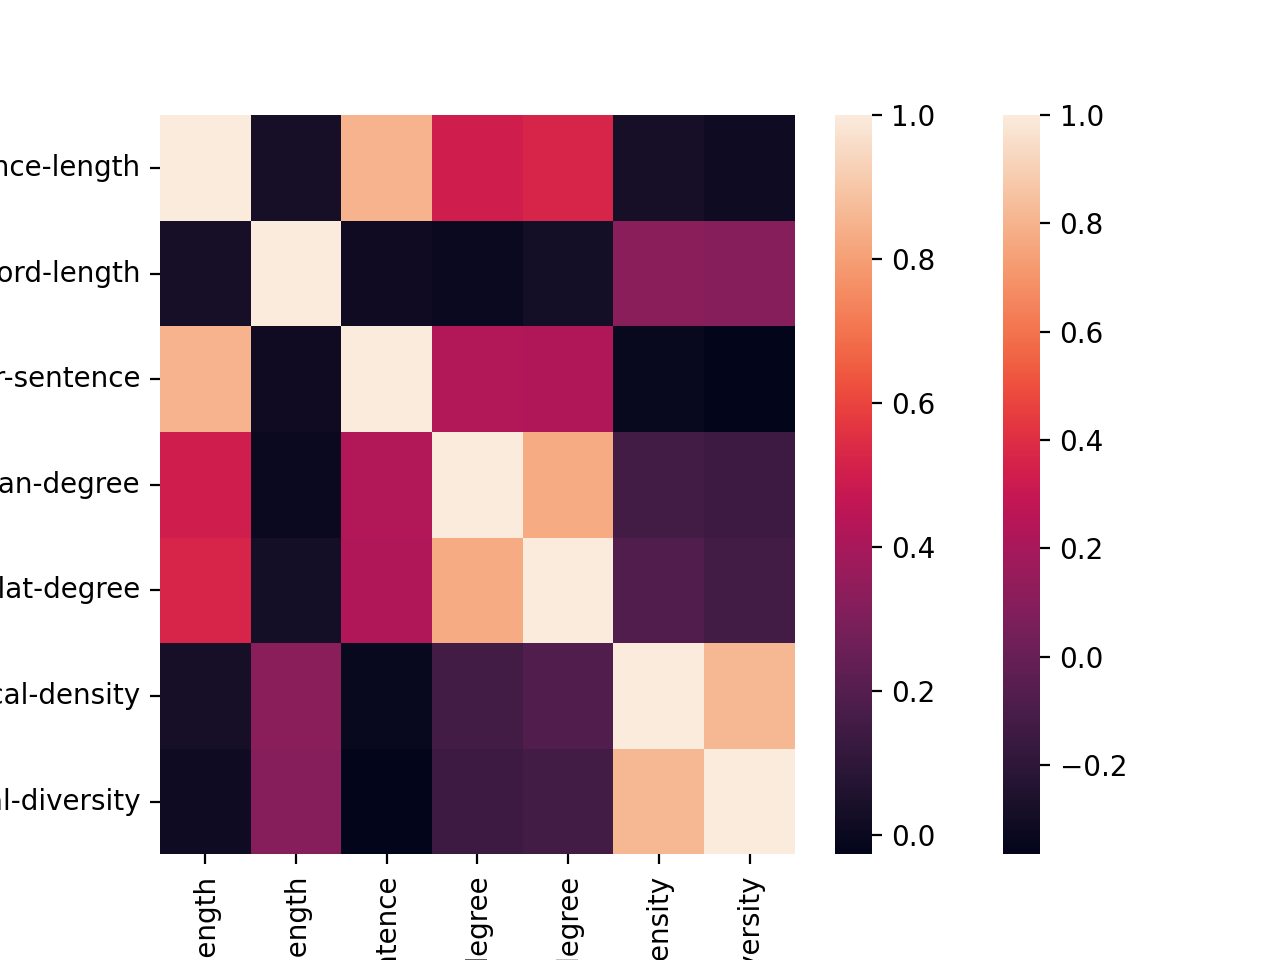 nce-length
ord-length
r-sentence
an-degree
lat-degree
cal-density
l-diversity
ength
ength
tence
degree
degree
ensity
versity
1.0
0.8
0.6
0.4
0.2
0.0
1.0
0.8
0.6
0.4
0.2
0.0
−0.2